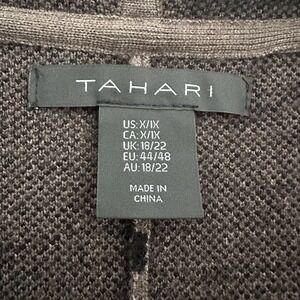 TAHARI
US: X/1X
CA: X/1X
UK: 18/22
EU: 44/48
AU: 18/22
MADE IN
CHINA